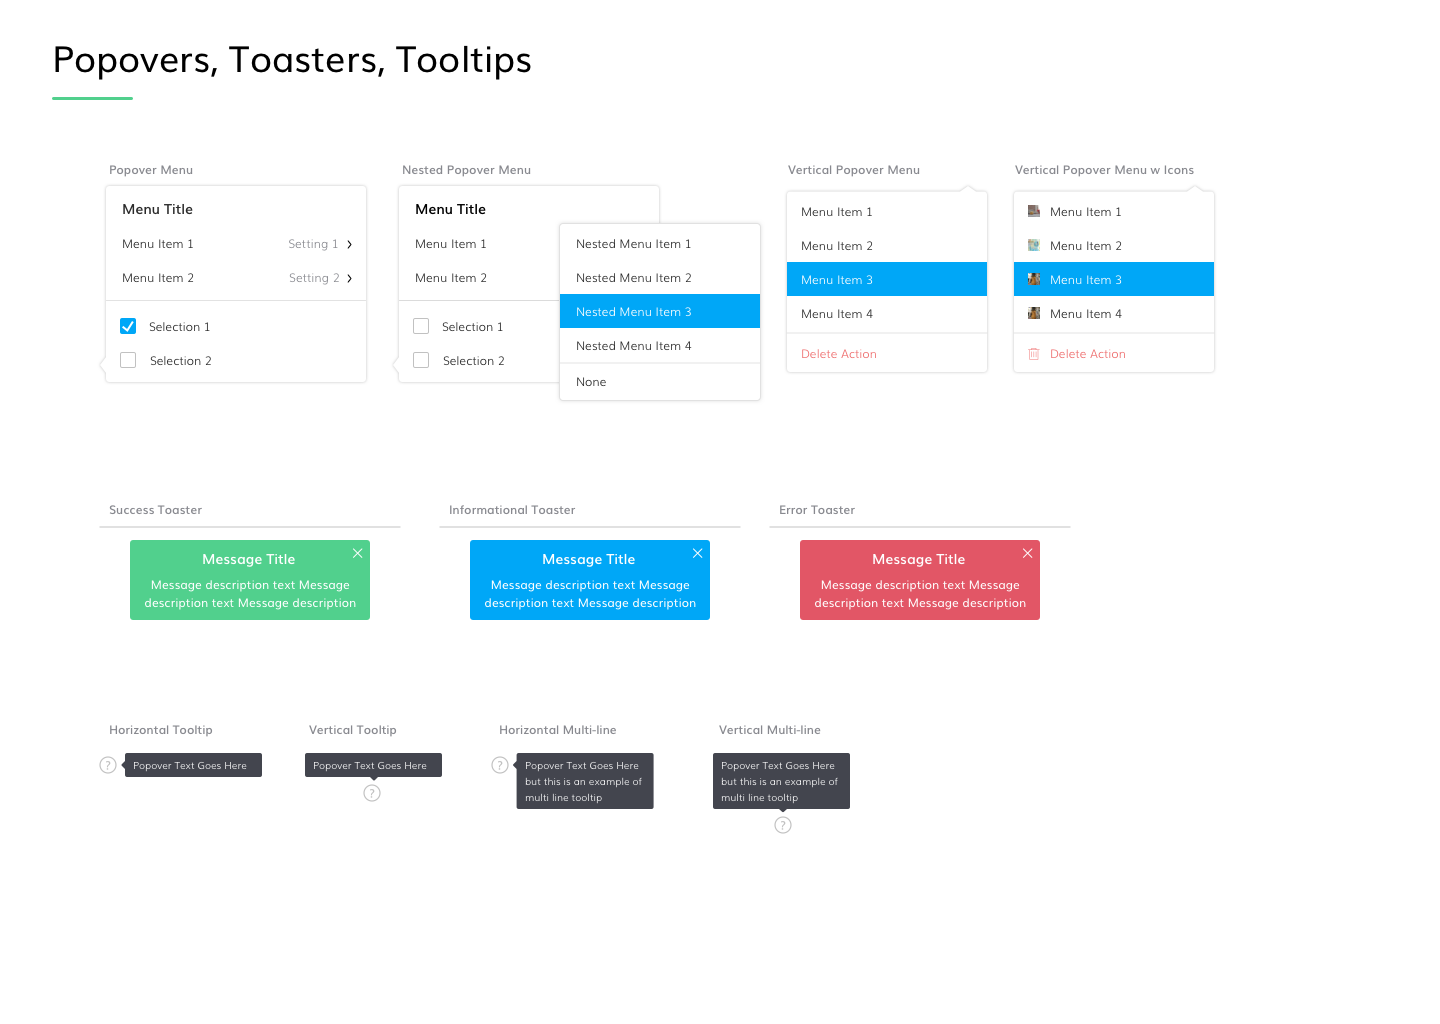 Popovers, Toasters, Tooltips
Popover Menu
Menu Title
Menu Item 1 Setting 1
Menu Item 2 Setting 2
Selection 1
Selection 2
Nested Popover Menu
Menu Title
Menu Item 1
Menu Item 2
Selection 1
Selection 2
Nested Menu Item 1
Nested Menu Item 2
Nested Menu Item 3
Nested Menu Item 4
None
Vertical Popover Menu
Menu Item 1
Menu Item 2
Menu Item 3
Menu Item 4
Delete Action
Vertical Popover Menu w Icons
Menu Item 1
Menu Item 2
Menu Item 3
Menu Item 4
Delete Action
Success Toaster
Message Title
Message description text Message
description text Message description
Informational Toaster
Message Title
Message description text Message
description text Message description
Error Toaster
Message Title
Message description text Message
description text Message description
Horizontal Tooltip
?
Popover Text Goes Here
Vertical Tooltip
Popover Text Goes Here
?
Horizontal Multi-line
?
Popover Text Goes Here
but this is an example of
multi line tooltip
Vertical Multi-line
Popover Text Goes Here
but this is an example of
multi line tooltip
?